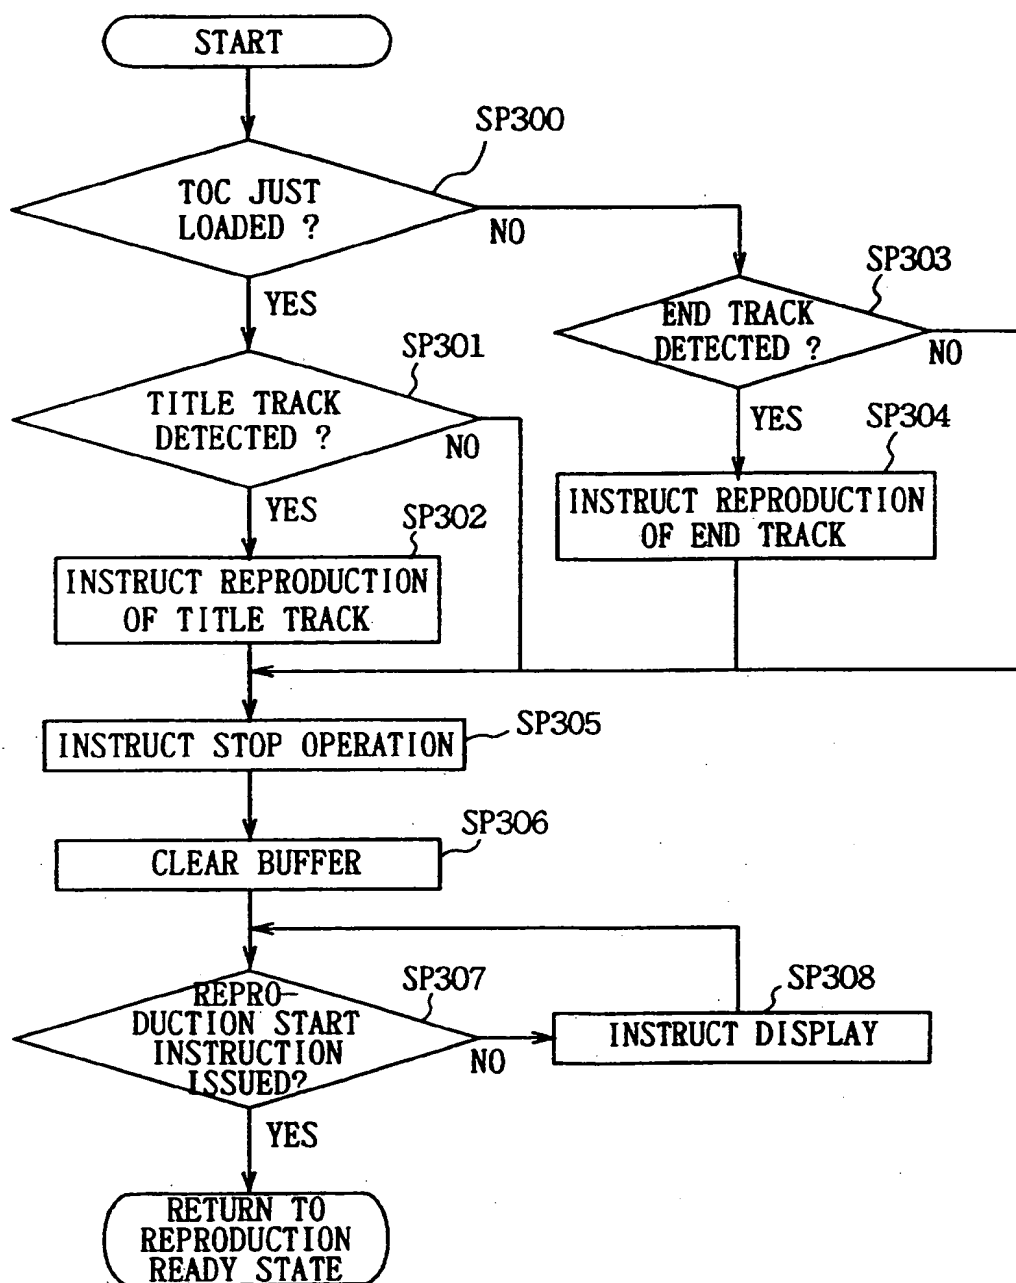 START
SP300
TOC JUST
LOADED ?
NO
YES
SP303
END TRACK
DETECTED ?
NO
SP301
TITLE TRACK
DETECTED ?
NO
YES
SP304
YES
INSTRUCT REPRODUCTION
OF END TRACK
SP302
INSTRUCT REPRODUCTION
OF TITLE TRACK
SP305
INSTRUCT STOP OPERATION
SP306
CLEAR BUFFER
SP307
REPRO-
DUCTION START
INSTRUCTION
ISSUED?
NO
SP308
INSTRUCT DISPLAY
YES
RETURN TO
REPRODUCTION
READY STATE